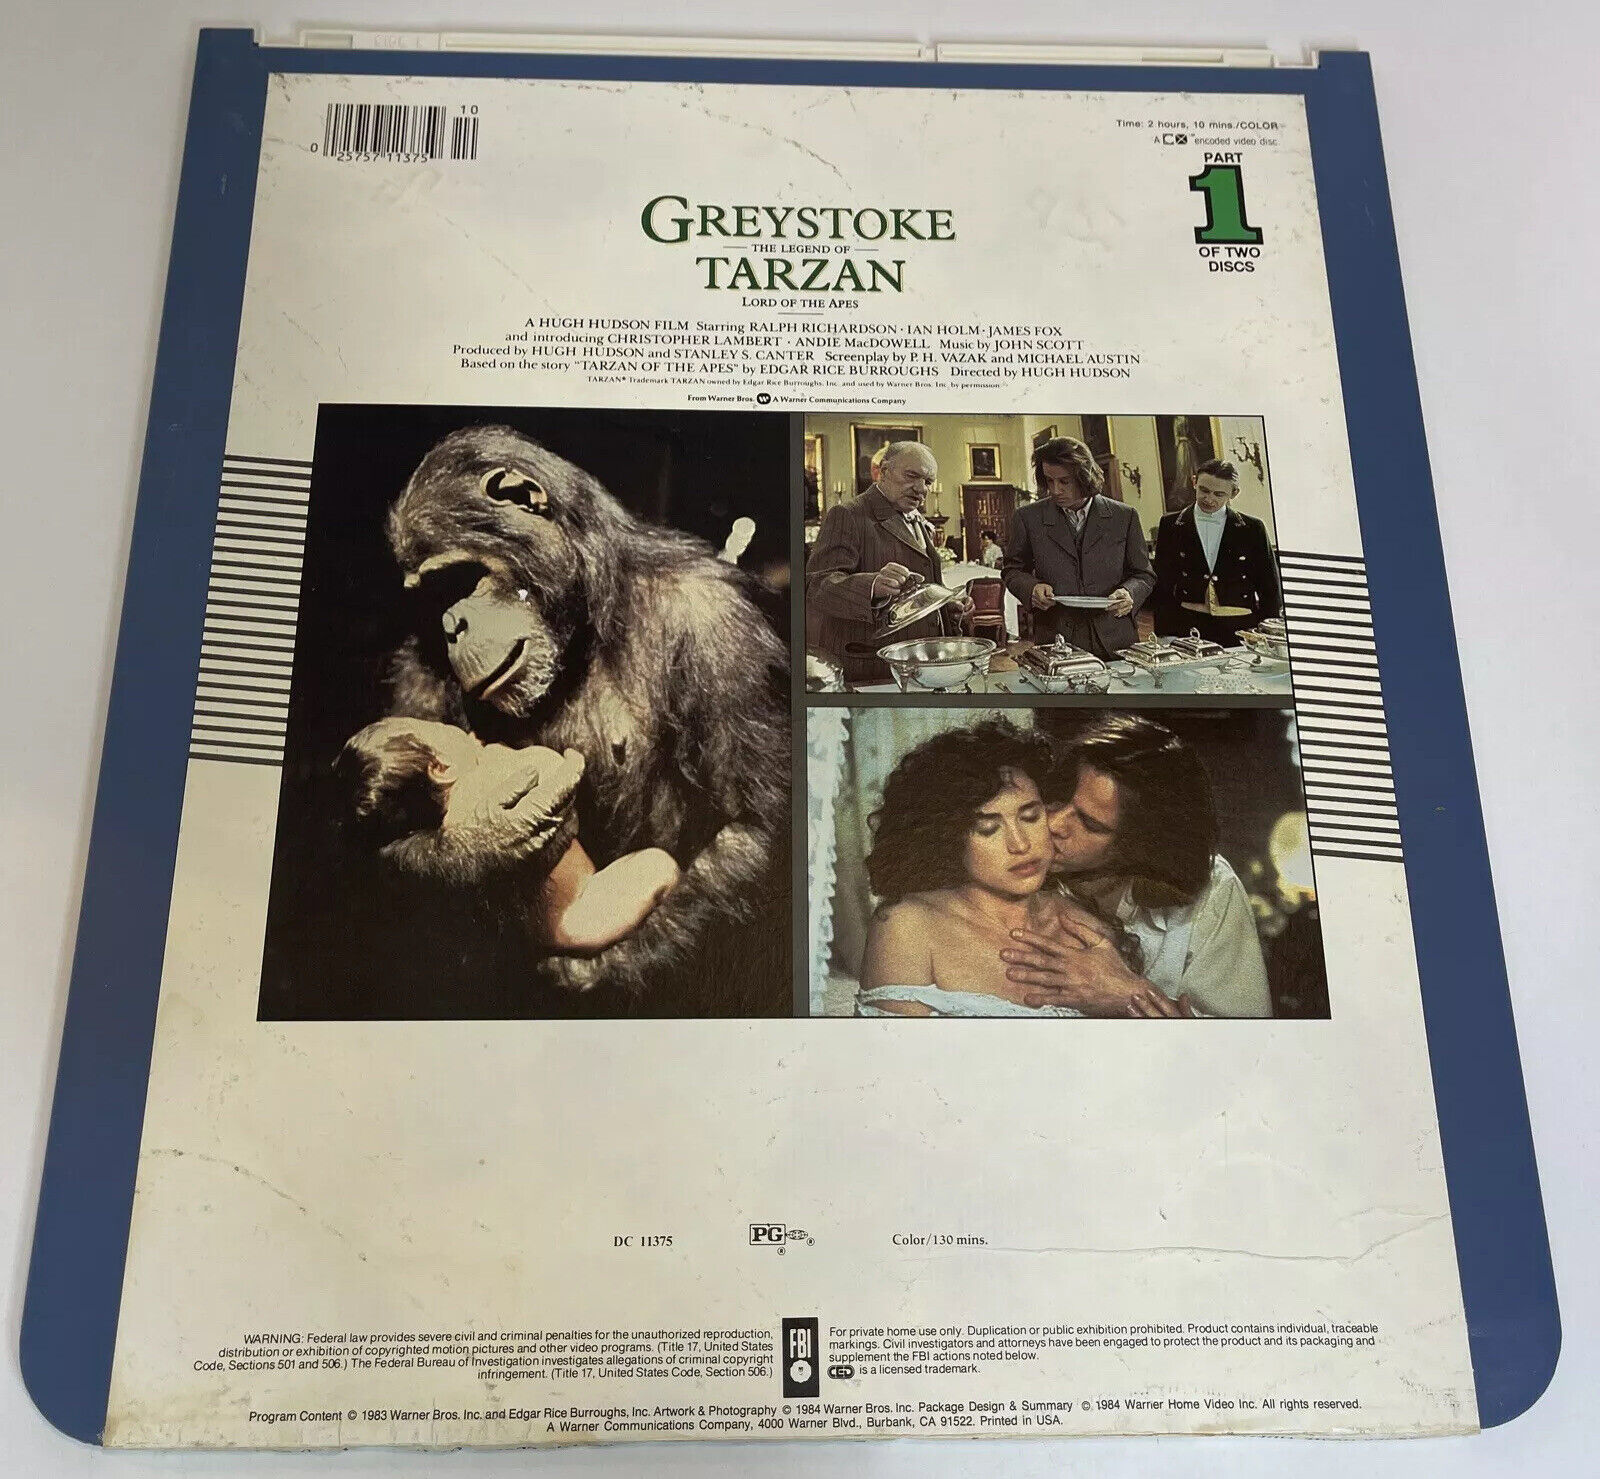 SIDE 1
10
0 25757 11375
Time: 2 hours, 10 mins./COLOR
A CX™ encoded video disc
PART
1
OF TWO
DISCS
GREYSTOKE
— THE LEGEND OF —
TARZAN
LORD OF THE APES
A HUGH HUDSON FILM Starring RALPH RICHARDSON · IAN HOLM · JAMES FOX
and introducing CHRISTOPHER LAMBERT · ANDIE MacDOWELL Music by JOHN SCOTT
Produced by HUGH HUDSON and STANLEY S. CANTER Screenplay by P. H. VAZAK and MICHAEL AUSTIN
Based on the story "TARZAN OF THE APES" by EDGAR RICE BURROUGHS Directed by HUGH HUDSON
TARZAN® Trademark TARZAN owned by Edgar Rice Burroughs, Inc. and used by Warner Bros. Inc. by permission
From Warner Bros. W A Warner Communications Company
DC 11375
PG ® ®
Color/130 mins.
WARNING: Federal law provides severe civil and criminal penalties for the unauthorized reproduction,
distribution or exhibition of copyrighted motion pictures and other video programs. (Title 17, United States
Code, Sections 501 and 506.) The Federal Bureau of Investigation investigates allegations of criminal copyright
infringement. (Title 17, United States Code, Section 506.)
FBI
For private home use only. Duplication or public exhibition prohibited. Product contains individual, traceable
markings. Civil investigators and attorneys have been engaged to protect the product and its packaging and
supplement the FBI actions noted below.
CED is a licensed trademark.
Program Content © 1983 Warner Bros. Inc. and Edgar Rice Burroughs, Inc. Artwork & Photography © 1984 Warner Bros. Inc. Package Design & Summary © 1984 Warner Home Video Inc. All rights reserved.
A Warner Communications Company, 4000 Warner Blvd., Burbank, CA 91522. Printed in USA.